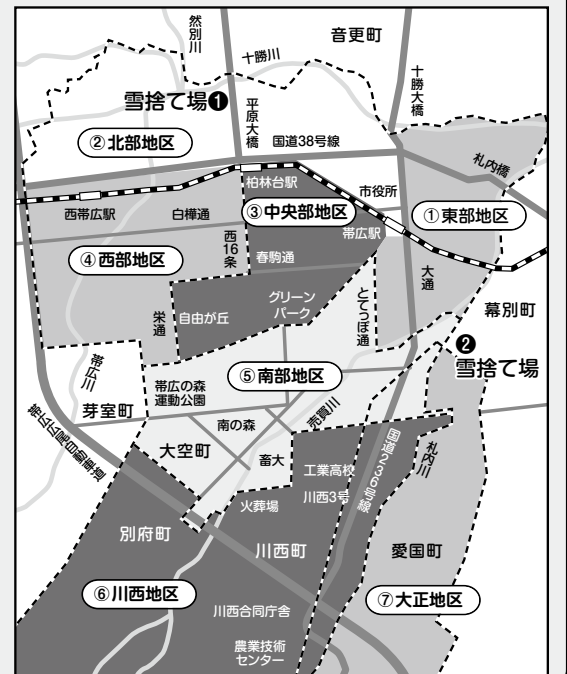 然別川
音更町
十勝川
十勝大橋
雪捨て場❶
平原大橋
②北部地区
国道38号線
札内橋
柏林台駅
市役所
西帯広駅
白樺通
③中央部地区
①東部地区
西16条
帯広駅
④西部地区
春駒通
大通
とてっぽ通
幕別町
グリーン
パーク
栄通
自由が丘
❷
雪捨て場
帯広川
⑤南部地区
芽室町
帯広の森
運動公園
売買川
帯広広尾自動車道
南の森
大空町
畜大
工業高校
国道236号線
札内川
火葬場
川西3号
別府町
川西町
愛国町
⑥川西地区
⑦大正地区
川西合同庁舎
農業技術
センター